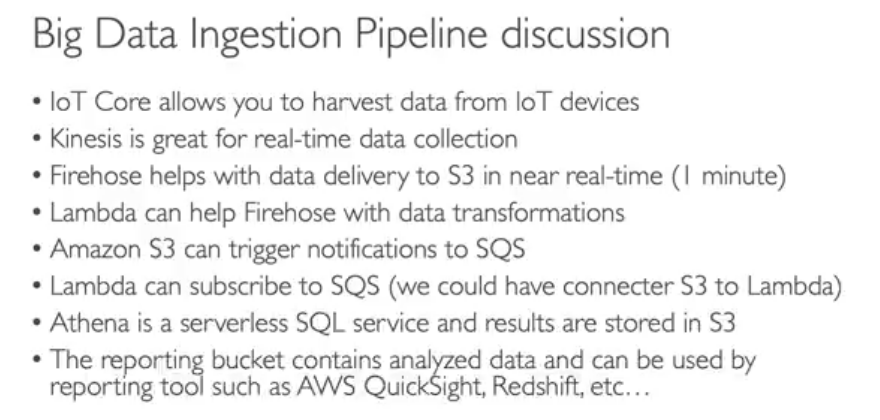 Big Data Ingestion Pipeline discussion
• IoT Core allows you to harvest data from IoT devices
• Kinesis is great for real-time data collection
• Firehose helps with data delivery to S3 in near real-time (1 minute)
• Lambda can help Firehose with data transformations
• Amazon S3 can trigger notifications to SQS
• Lambda can subscribe to SQS (we could have connecter S3 to Lambda)
• Athena is a serverless SQL service and results are stored in S3
• The reporting bucket contains analyzed data and can be used by
reporting tool such as AWS QuickSight, Redshift, etc…